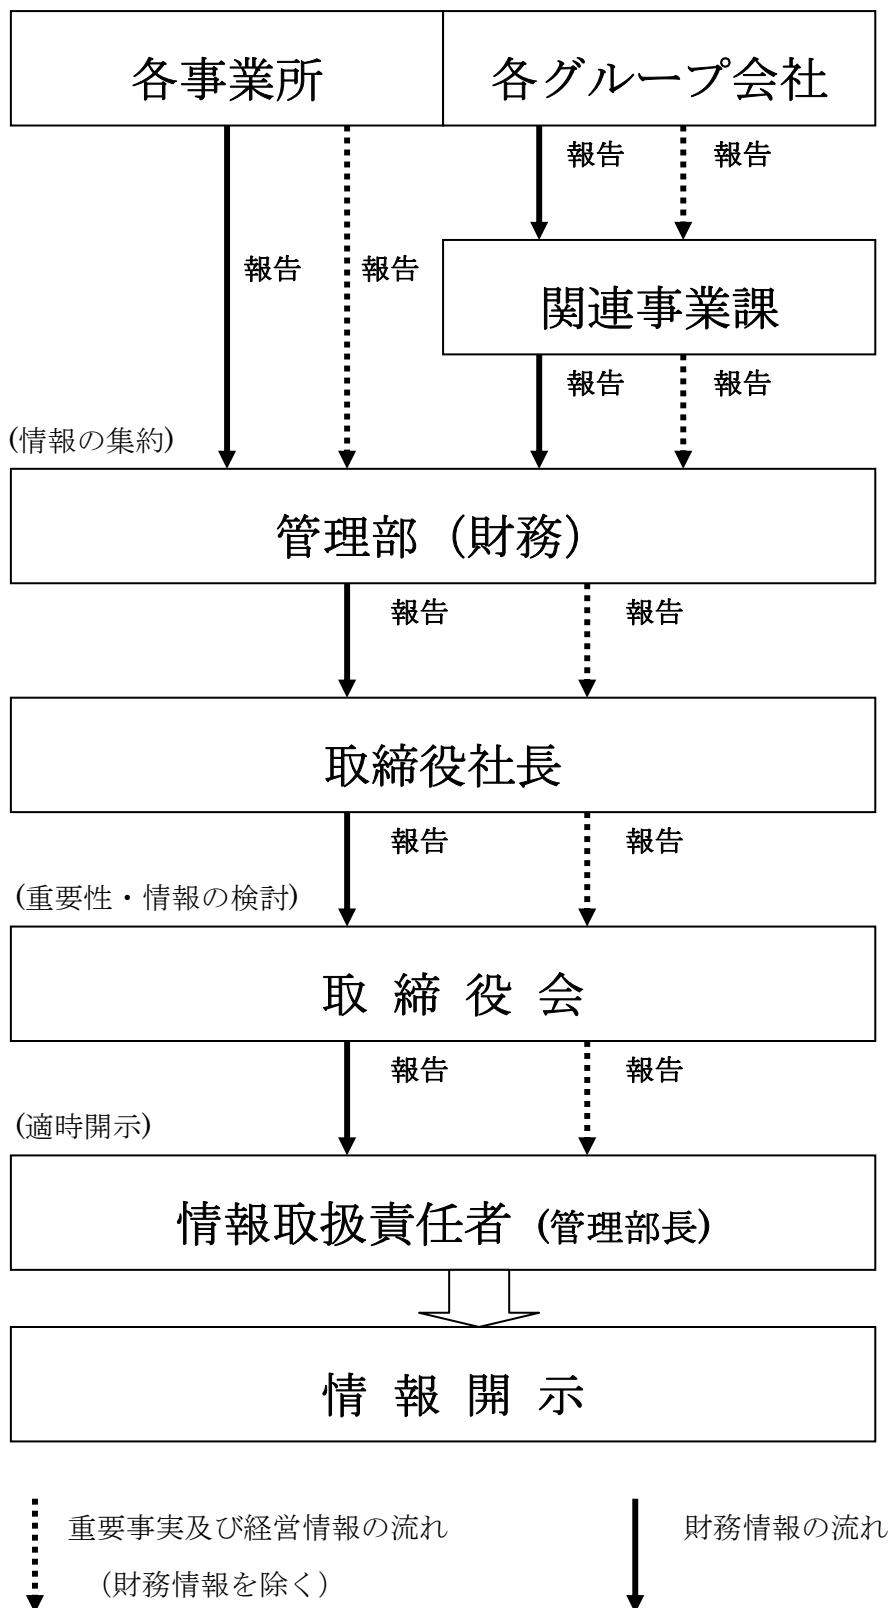 各事業所
各グループ会社
報告
報告
報告
報告
関連事業課
報告
報告
(情報の集約)
管理部（財務）
報告
報告
取締役社長
報告
報告
(重要性・情報の検討)
取 締 役 会
報告
報告
(適時開示)
情報取扱責任者 (管理部長)
情 報 開 示
重要事実及び経営情報の流れ
財務情報の流れ
（財務情報を除く）